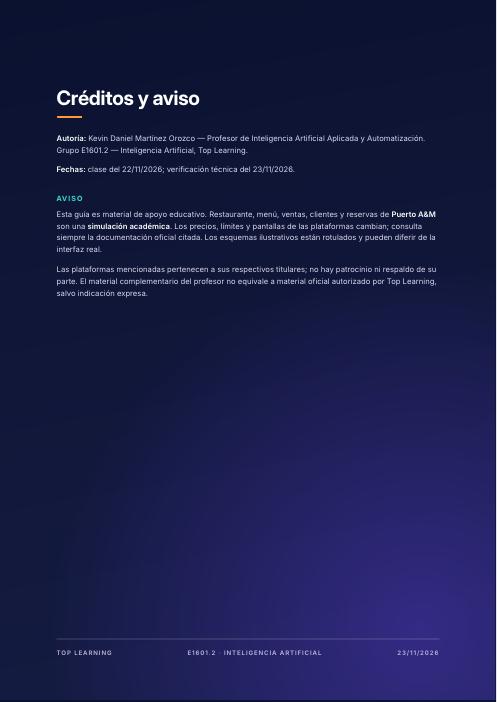 Créditos y aviso
Autoría: Kevin Daniel Martínez Orozco — Profesor de Inteligencia Artificial Aplicada y Automatización.
Grupo E1601.2 — Inteligencia Artificial, Top Learning.
Fechas: clase del 22/11/2026; verificación técnica del 23/11/2026.
AVISO
Esta guía es material de apoyo educativo. Restaurante, menú, ventas, clientes y reservas de Puerto A&M
son una simulación académica. Los precios, límites y pantallas de las plataformas cambian; consulta
siempre la documentación oficial citada. Los esquemas ilustrativos están rotulados y pueden diferir de la
interfaz real.
Las plataformas mencionadas pertenecen a sus respectivos titulares; no hay patrocinio ni respaldo de su
parte. El material complementario del profesor no equivale a material oficial autorizado por Top Learning,
salvo indicación expresa.
TOP LEARNING E1601.2 · INTELIGENCIA ARTIFICIAL 23/11/2026